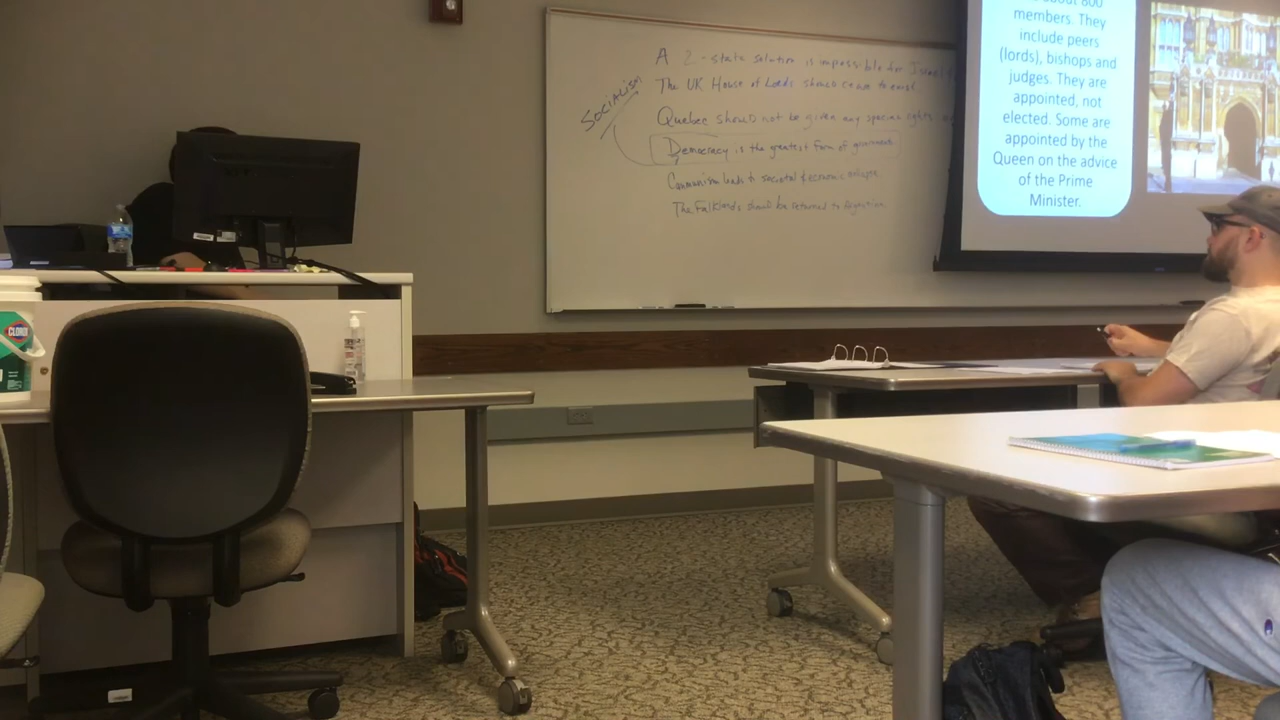 A 2-state solution is impossible for Israel
The UK House of Lords should cease to exist
Quebec should not be given any special rights
SOCIALISM
Democracy is the greatest form of government
Communism leads to societal & economic collapse
The Falklands should be returned to Argentina
about 800
members. They
include peers
(lords), bishops and
judges. They are
appointed, not
elected. Some are
appointed by the
Queen on the advice
of the Prime
Minister.
CLORO